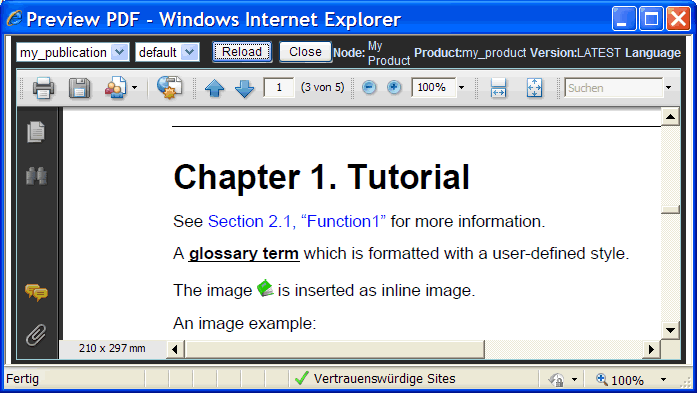 Preview PDF - Windows Internet Explorer
my_publication default Reload Close Node: My Product Product:my_product Version:LATEST Language
1 (3 von 5) 100% Suchen
Chapter 1. Tutorial
See Section 2.1, “Function1” for more information.
A glossary term which is formatted with a user-defined style.
The image is inserted as inline image.
An image example:
210 x 297 mm
Fertig Vertrauenswürdige Sites 100%